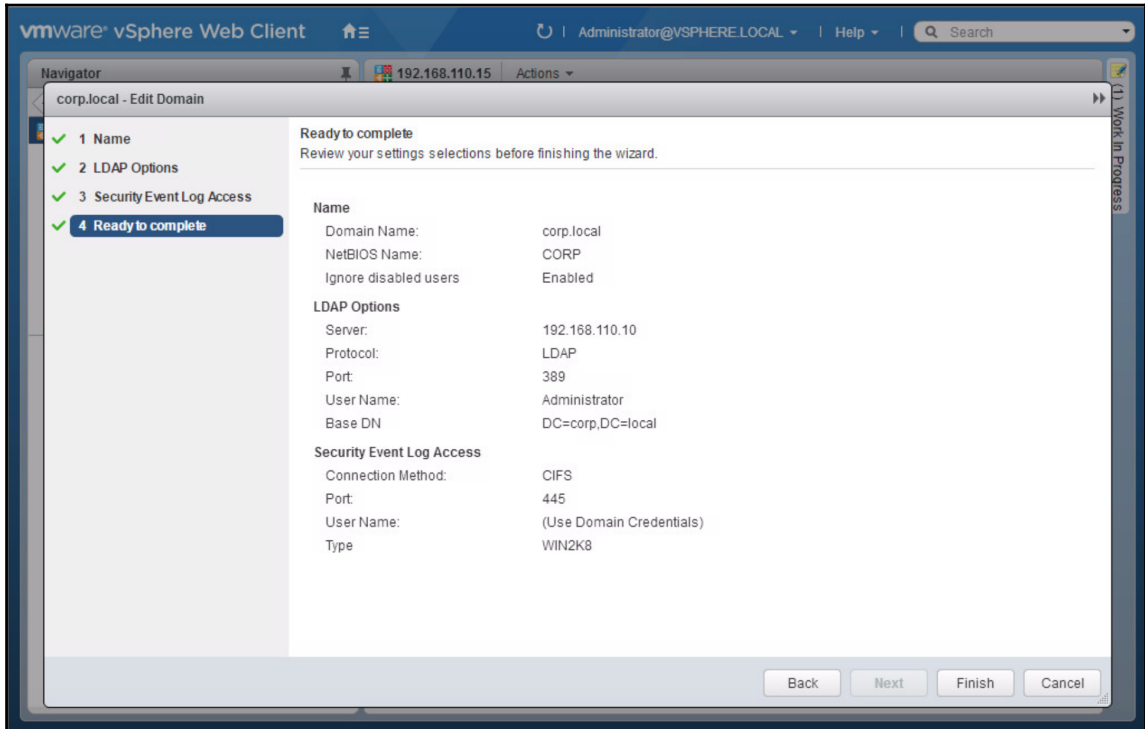 vmware® vSphere Web Client
Administrator@VSPHERE.LOCAL
Help
Search
Navigator
192.168.110.15
Actions
(1) Work In Progress
corp.local - Edit Domain
1 Name
2 LDAP Options
3 Security Event Log Access
4 Ready to complete
Ready to complete
Review your settings selections before finishing the wizard.
Name
Domain Name: corp.local
NetBIOS Name: CORP
Ignore disabled users Enabled
LDAP Options
Server: 192.168.110.10
Protocol: LDAP
Port: 389
User Name: Administrator
Base DN DC=corp,DC=local
Security Event Log Access
Connection Method: CIFS
Port: 445
User Name: (Use Domain Credentials)
Type WIN2K8
Back Next Finish Cancel